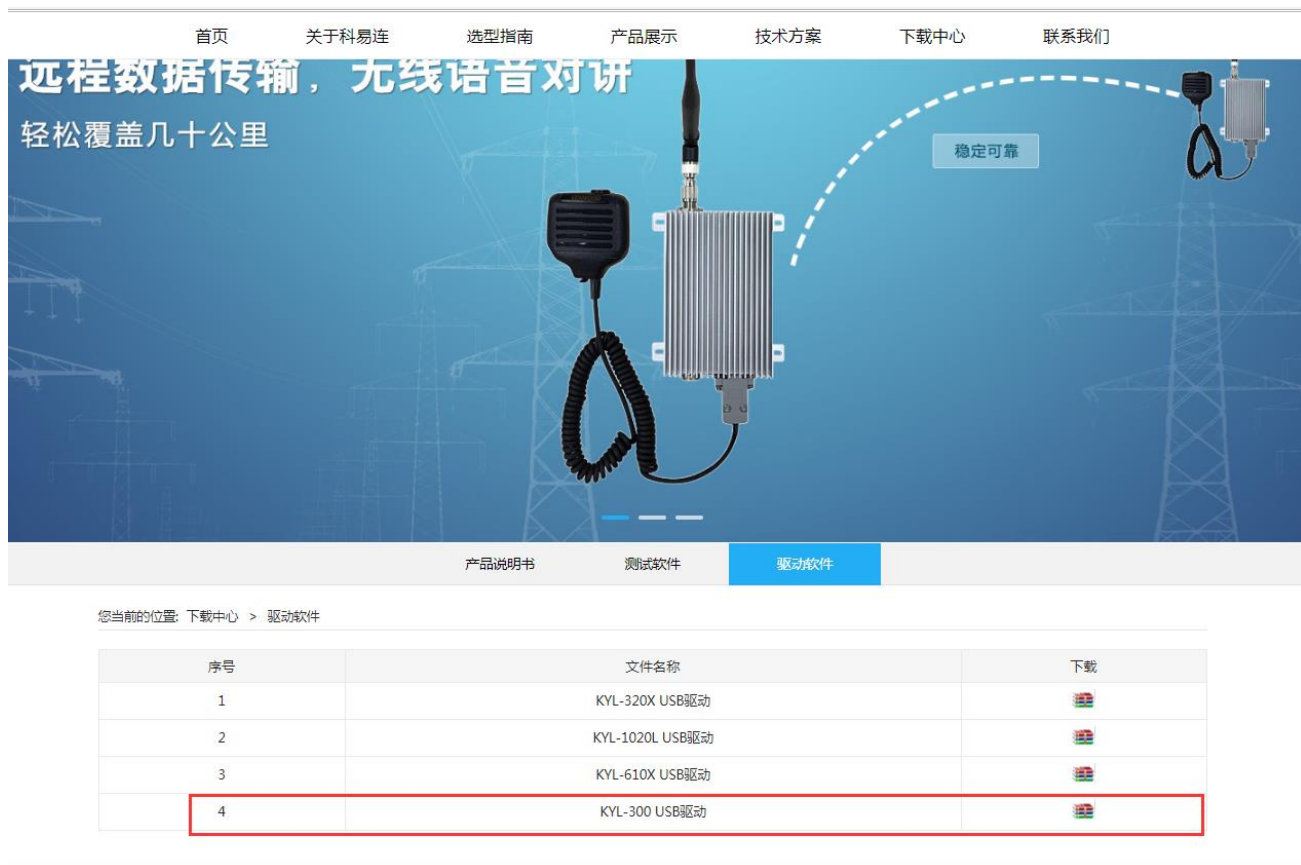 首页 关于科易连 选型指南 产品展示 技术方案 下载中心 联系我们
远程数据传输，无线语音对讲
轻松覆盖几十公里
稳定可靠
产品说明书 测试软件 驱动软件
您当前的位置: 下载中心 > 驱动软件
序号 文件名称 下载
1 KYL-320X USB驱动
2 KYL-1020L USB驱动
3 KYL-610X USB驱动
4 KYL-300 USB驱动